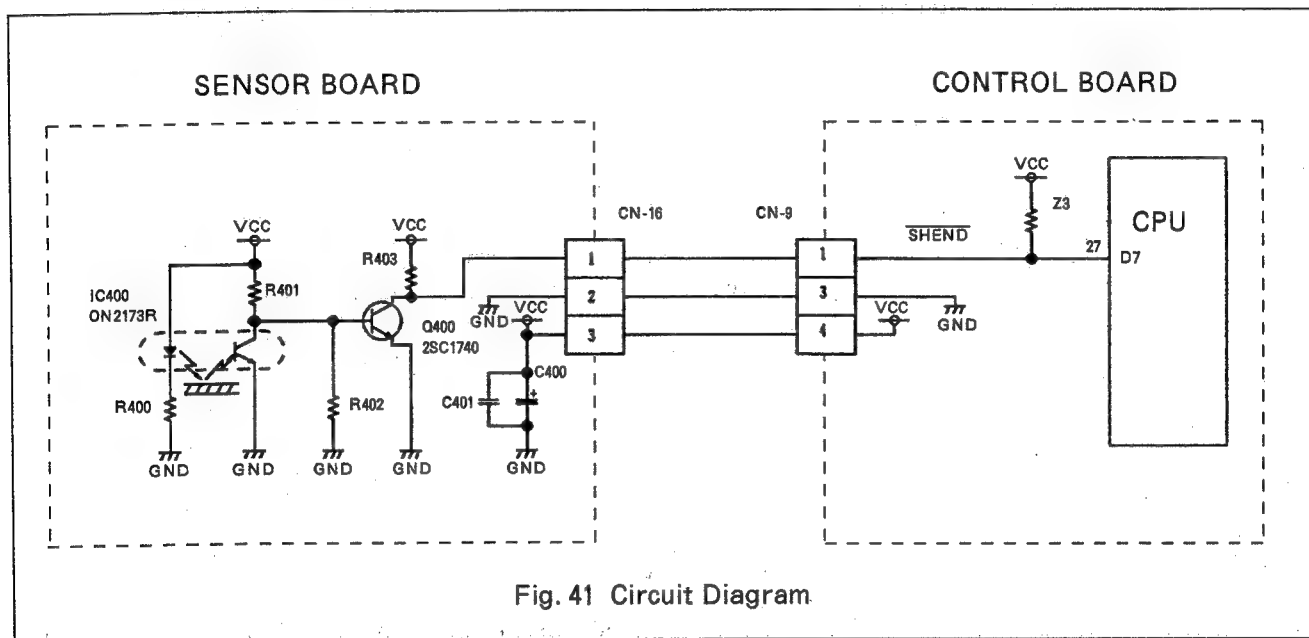 SENSOR BOARD
CONTROL BOARD
VCC
Z3
CPU
CN-16
CN-9
VCC
VCC
R403
SHEND
27
D7
1
1
IC400
ON2173R
R401
2
3
GND
VCC
VCC
GND
Q400
2SC1740
3
4
C400
+
C401
R400
R402
GND
GND
GND
GND
GND
Fig. 41 Circuit Diagram